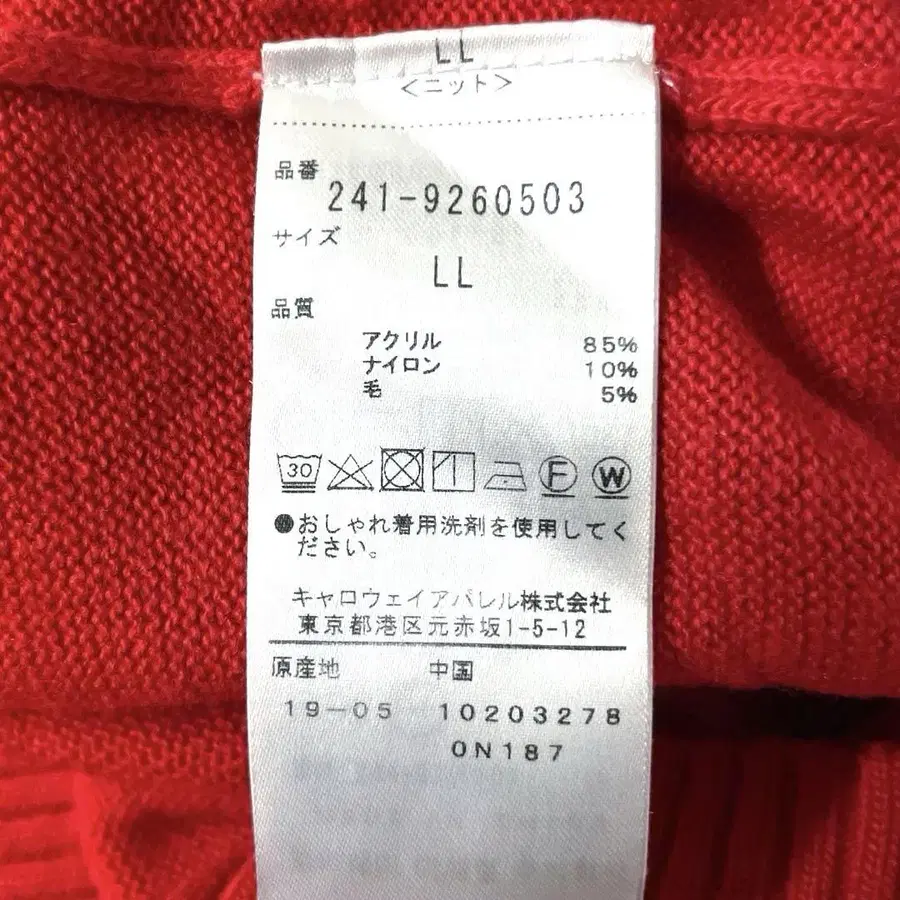 LL
<ニット>
品番
241-9260503
サイズ
LL
品質
アクリル 85%
ナイロン 10%
毛 5%
30 F W
●おしゃれ着用洗剤を使用してく
ださい。
キャロウェイアパレル株式会社
東京都港区元赤坂1-5-12
原産地 中国
19-05 10203278
0N187